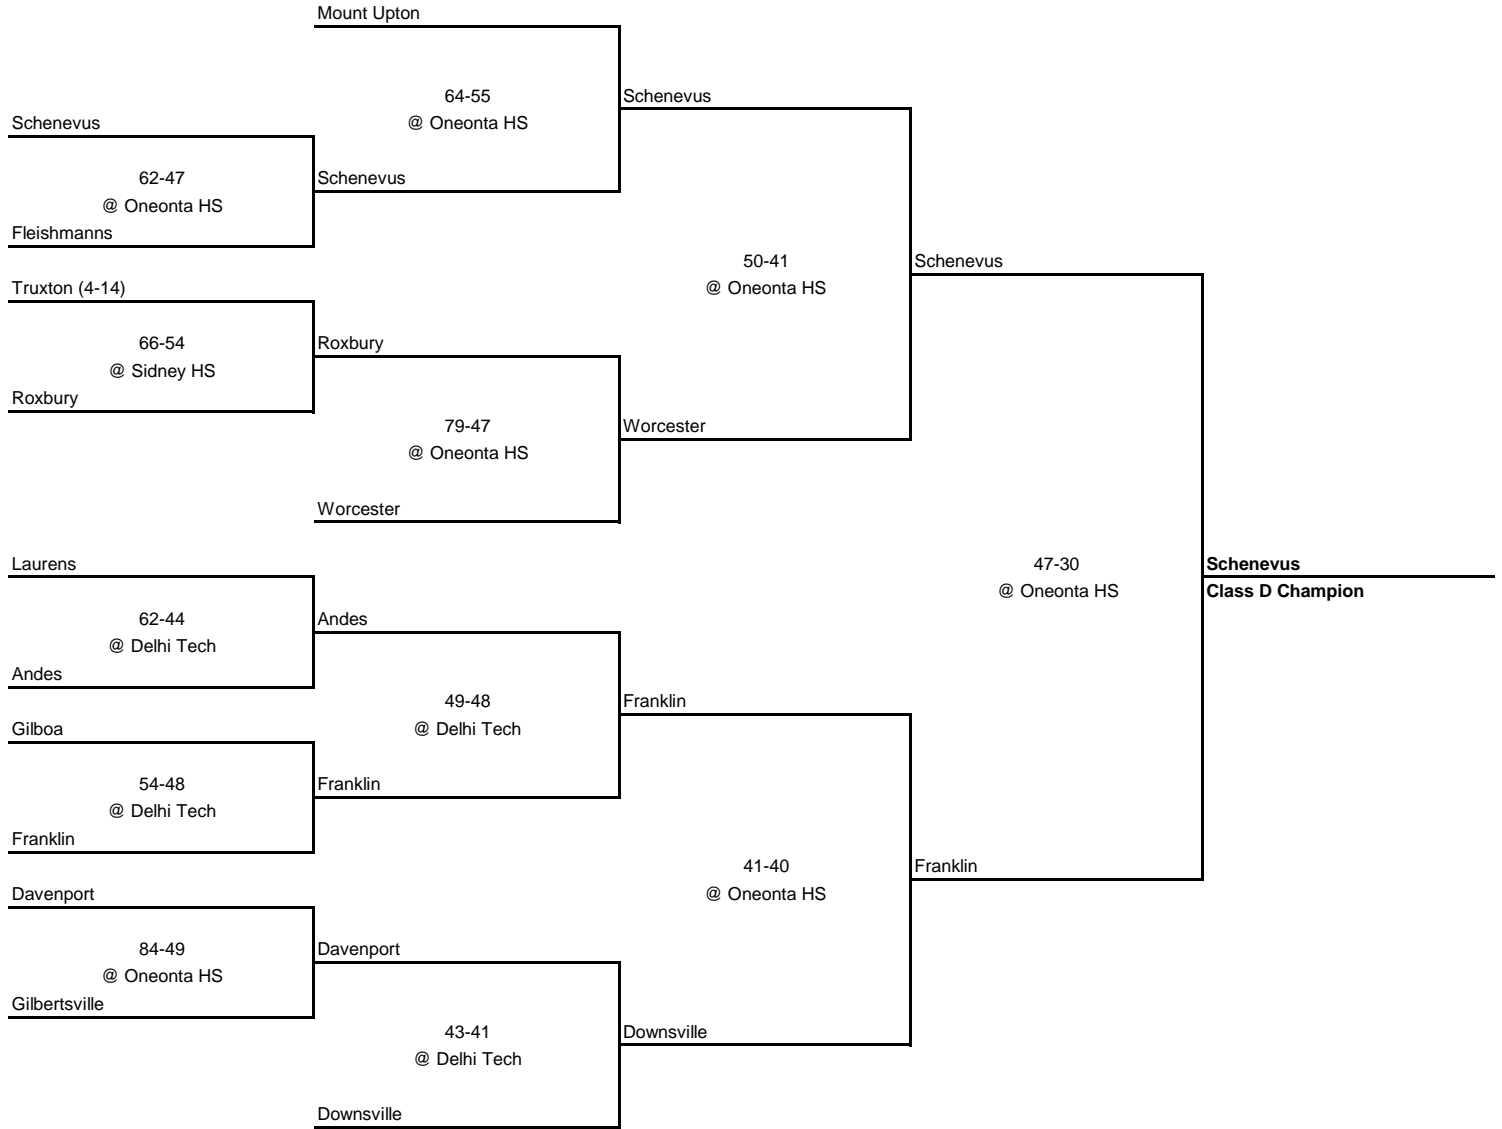 Mount Upton
64-55
@ Oneonta HS
Schenevus
Schenevus
62-47
@ Oneonta HS
Schenevus
Fleishmanns
50-41
@ Oneonta HS
Schenevus
Truxton (4-14)
66-54
@ Sidney HS
Roxbury
Roxbury
79-47
@ Oneonta HS
Worcester
Worcester
Laurens
47-30
@ Oneonta HS
Schenevus
Class D Champion
62-44
@ Delhi Tech
Andes
Andes
49-48
@ Delhi Tech
Franklin
Gilboa
54-48
@ Delhi Tech
Franklin
Franklin
41-40
@ Oneonta HS
Franklin
Davenport
84-49
@ Oneonta HS
Davenport
Gilbertsville
43-41
@ Delhi Tech
Downsville
Downsville